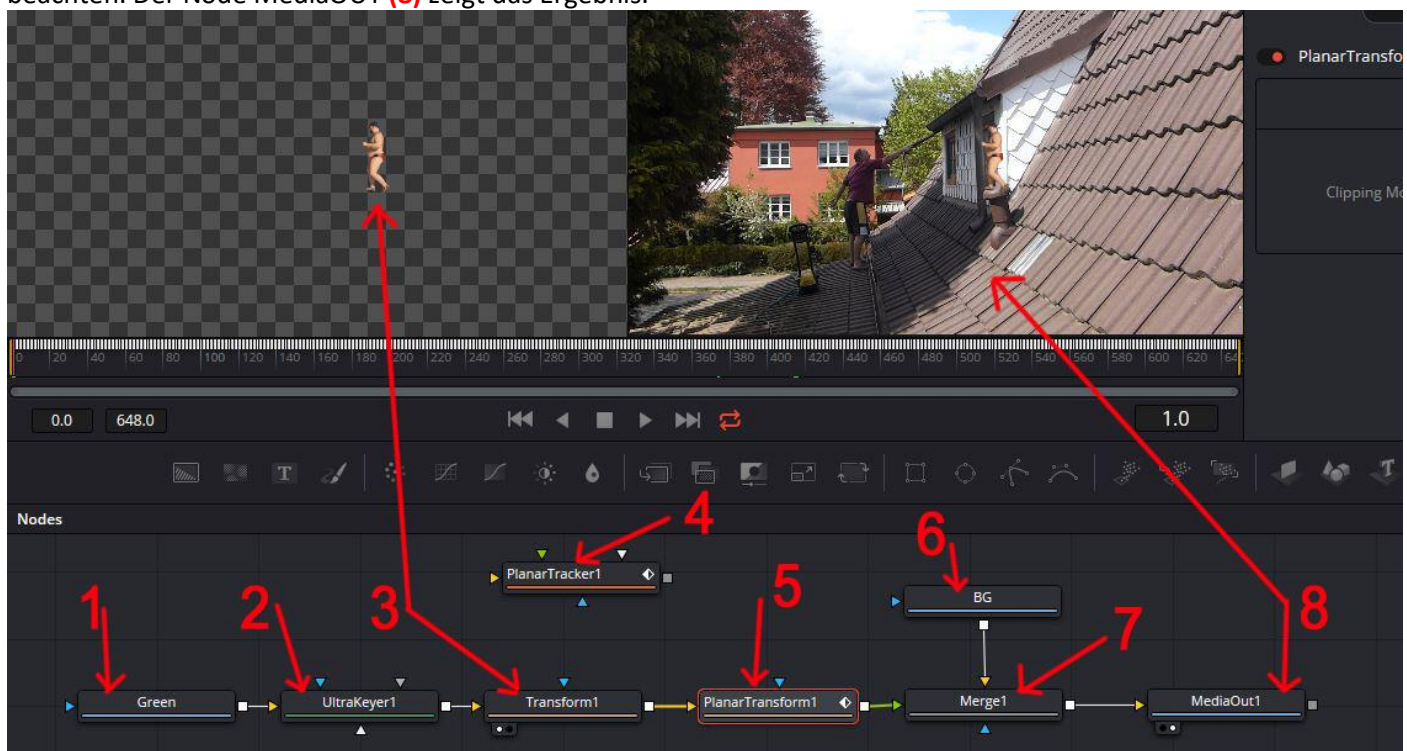 beachten. Der Node MediaOUT (8) zeigt das Ergebnis.
PlanarTransfo
Clipping Mo
0 20 40 60 80 100 120 140 160 180 200 220 240 260 280 300 320 340 360 380 400 420 440 460 480 500 520 540 560 580 600 620 64
0.0 648.0 1.0
T T
Nodes
4
PlanarTracker1
6
BG
1 2 3 5 7 8
Green UltraKeyer1 Transform1 PlanarTransform1 Merge1 MediaOut1